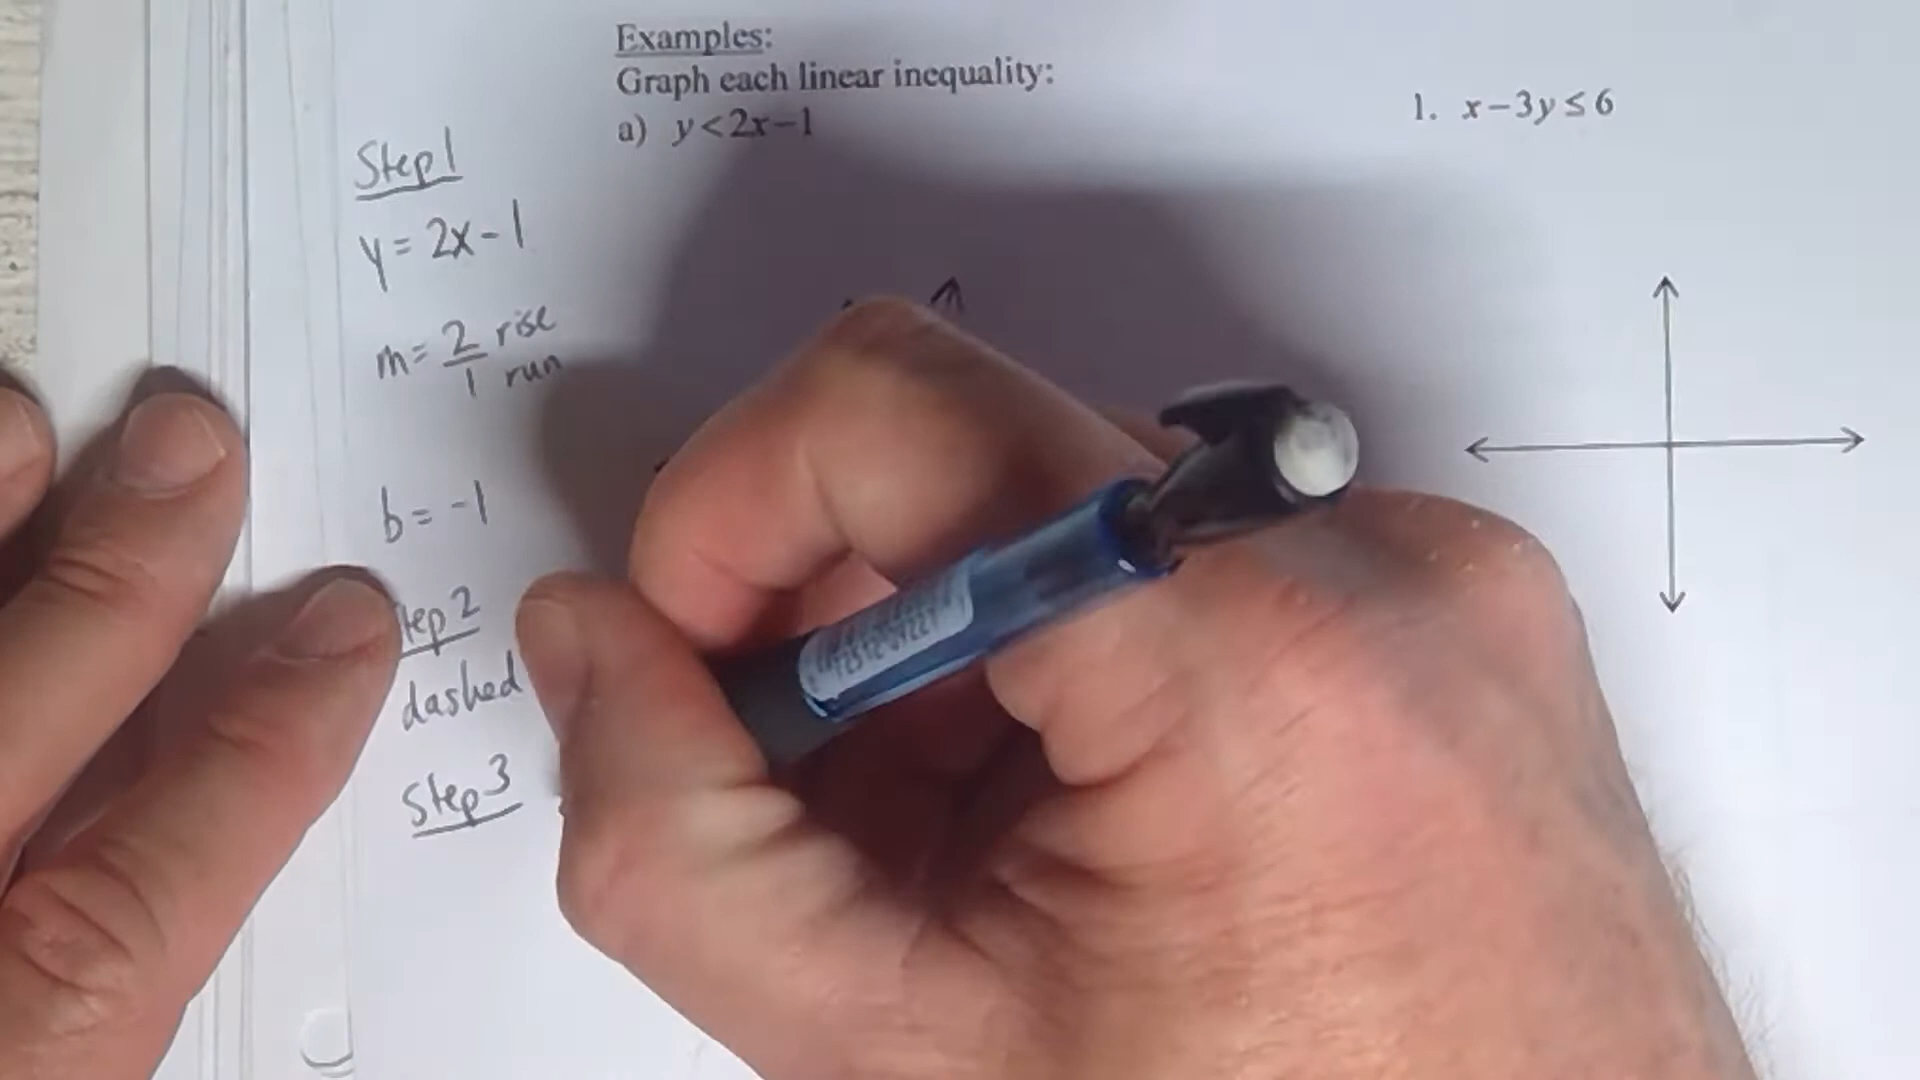 Examples:
Graph each linear inequality:
a) y<2x-1
1. x-3y≤6
Step 1
y = 2x - 1
m = 2/1 rise run
b = -1
tep 2
dashed
Step 3